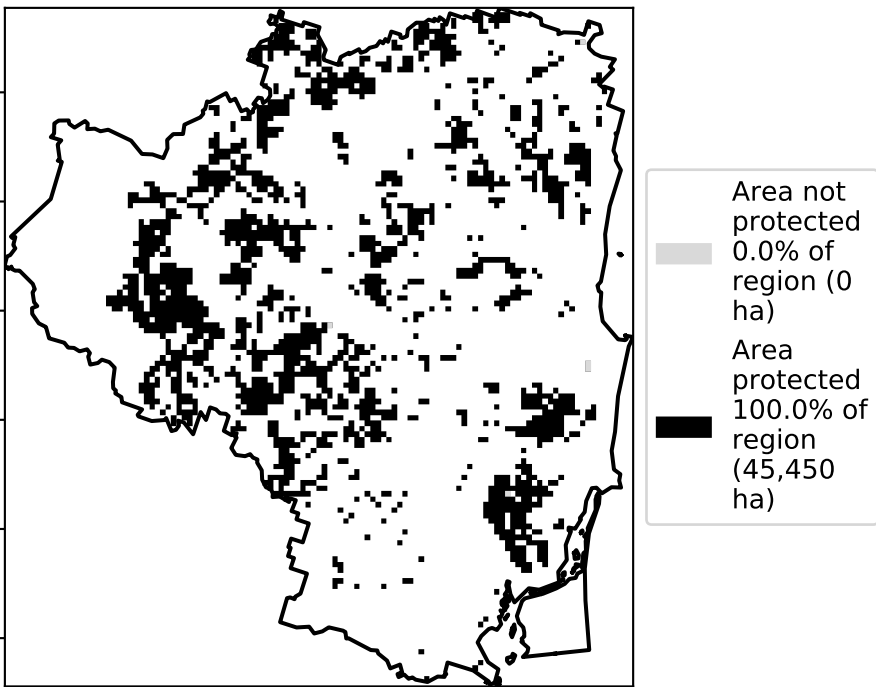 Area not
protected
0.0% of
region (0
ha)
Area
protected
100.0% of
region
(45,450
ha)